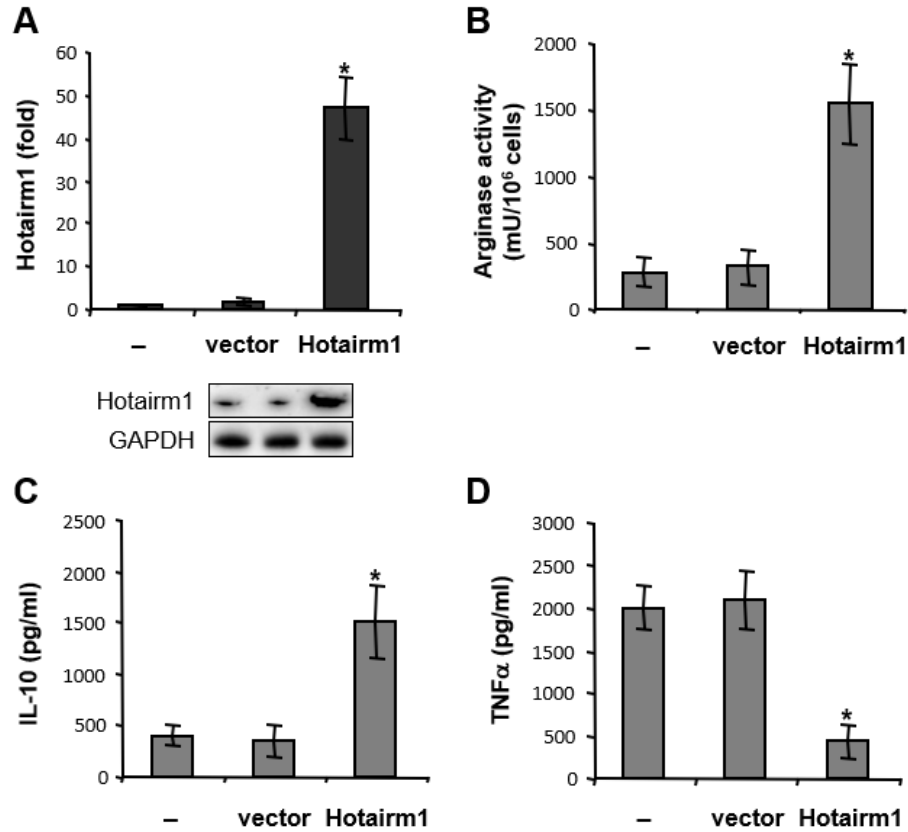 A
Hotairm1 (fold)
60
50
40
30
20
10
0
*
– vector Hotairm1
Hotairm1
GAPDH
B
Arginase activity
(mU/10⁶ cells)
2000
1500
1000
500
0
*
– vector Hotairm1
C
IL-10 (pg/ml)
2500
2000
1500
1000
500
0
*
– vector Hotairm1
D
TNFα (pg/ml)
3000
2500
2000
1500
1000
500
0
*
– vector Hotairm1